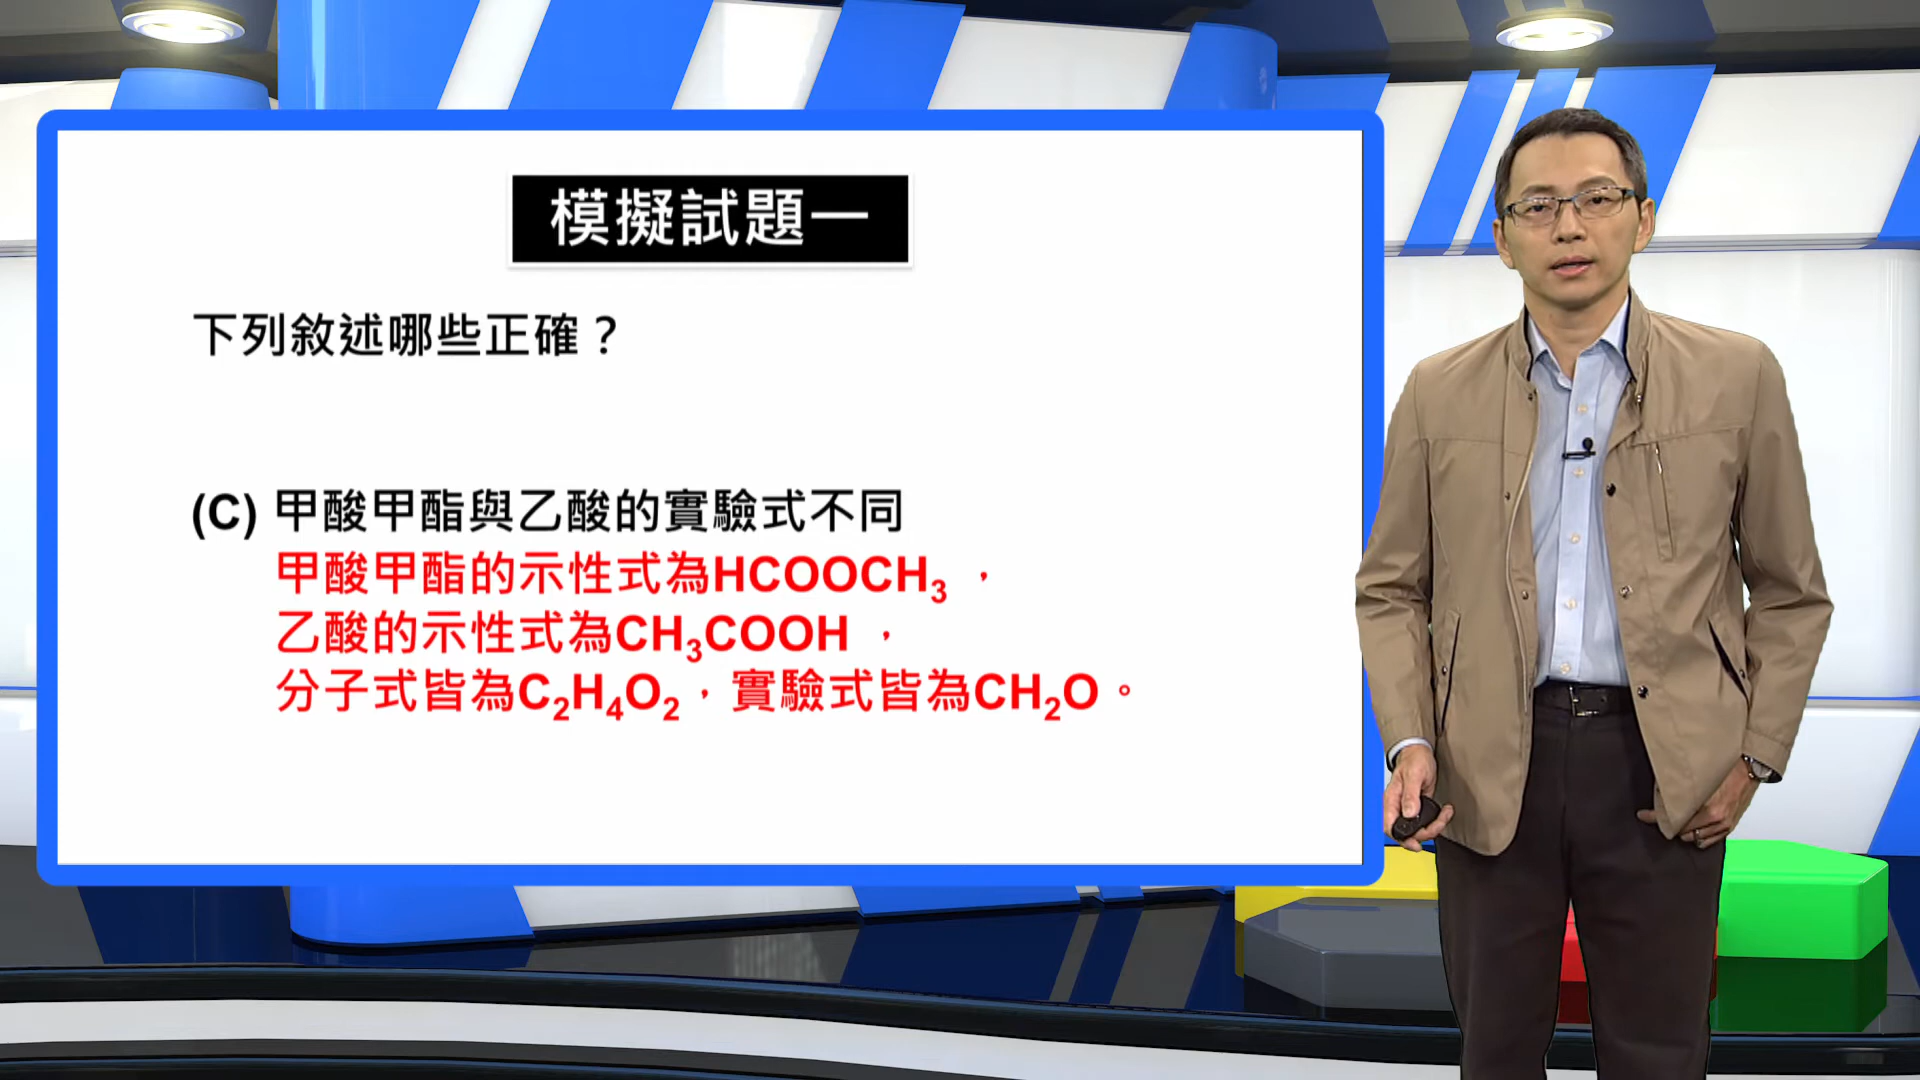 模擬試題一
下列敘述哪些正確？
(C) 甲酸甲酯與乙酸的實驗式不同
甲酸甲酯的示性式為HCOOCH₃，
乙酸的示性式為CH₃COOH，
分子式皆為C₂H₄O₂，實驗式皆為CH₂O。